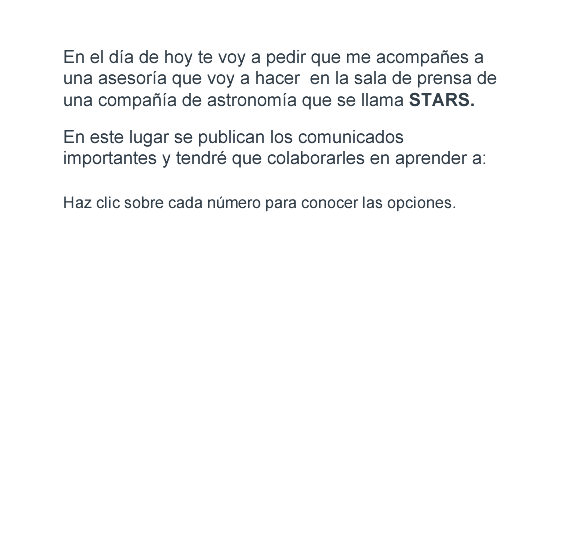 En el día de hoy te voy a pedir que me acompañes a
una asesoría que voy a hacer  en la sala de prensa de
una compañía de astronomía que se llama STARS.
En este lugar se publican los comunicados
importantes y tendré que colaborarles en aprender a:
Haz clic sobre cada número para conocer las opciones.